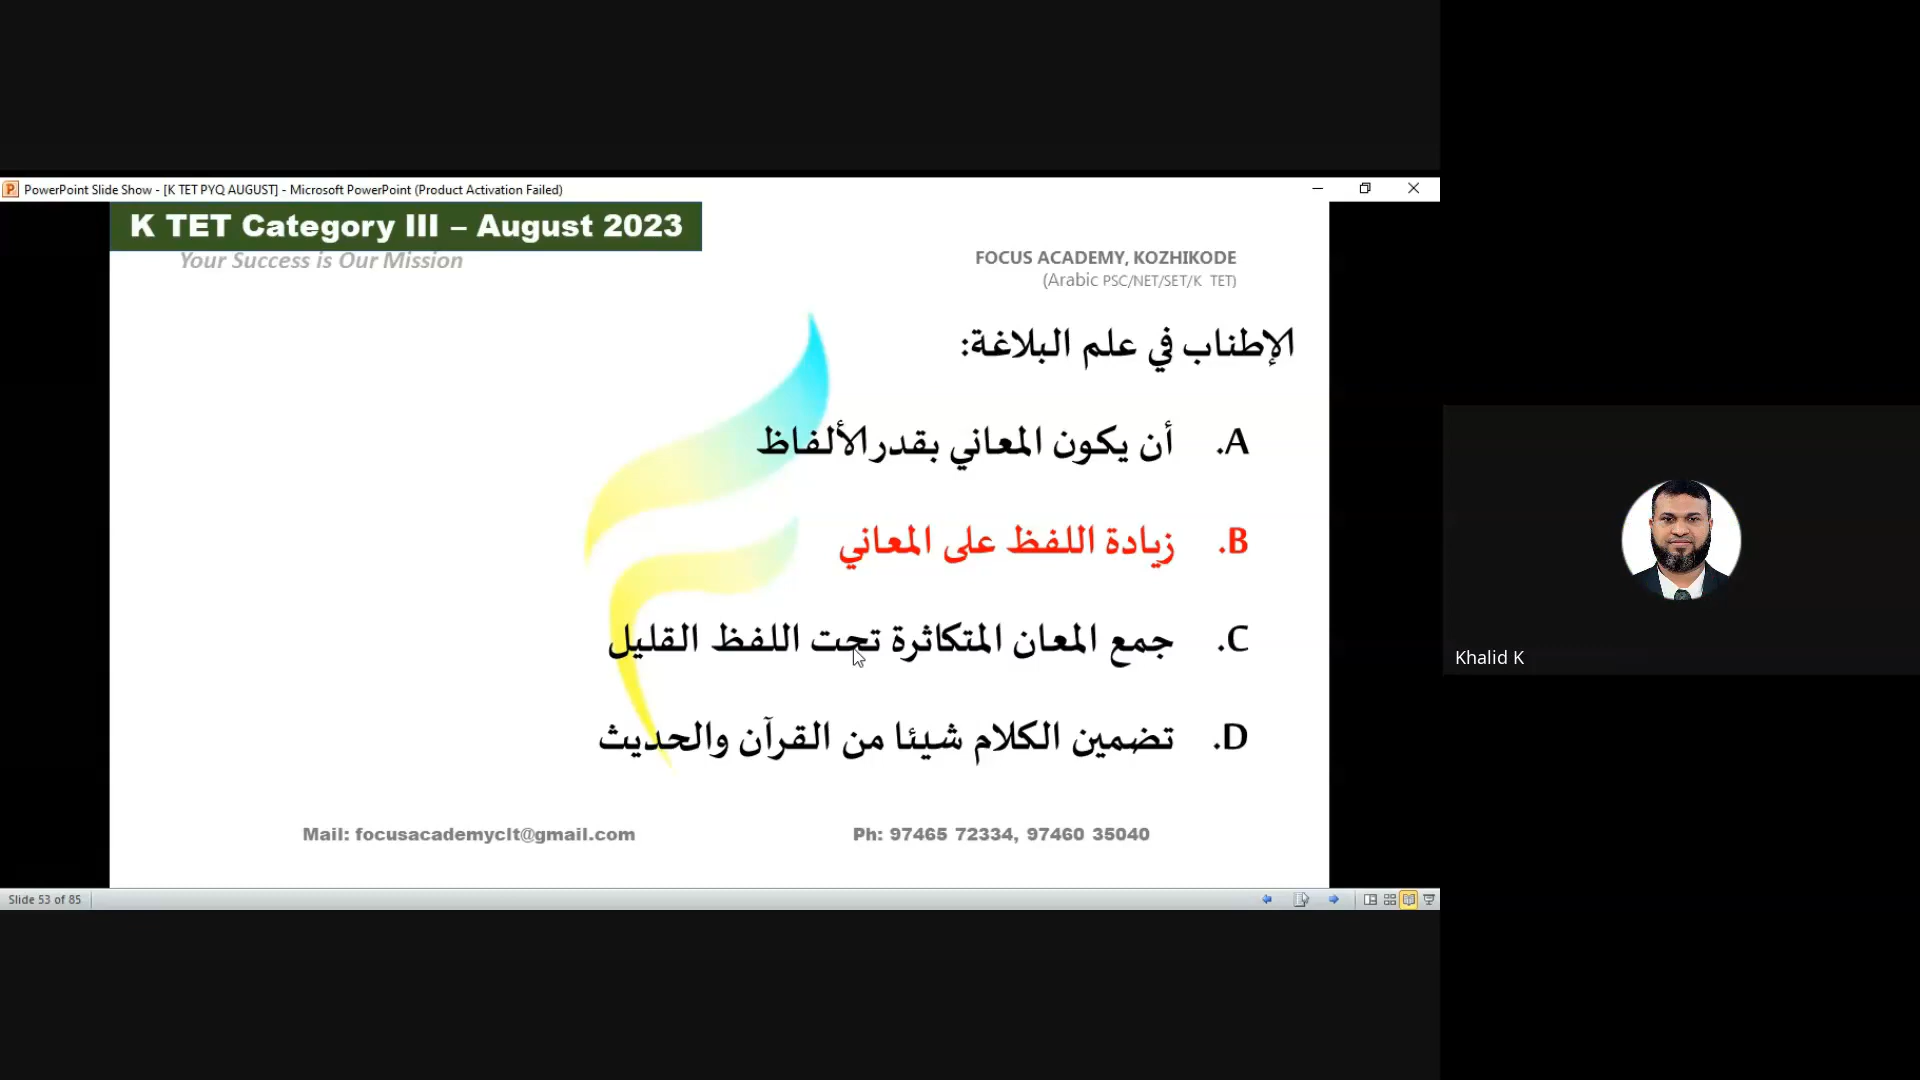 PowerPoint Slide Show - [K TET PYQ AUGUST] - Microsoft PowerPoint (Product Activation Failed)
K TET Category III – August 2023
Your Success is Our Mission
FOCUS ACADEMY, KOZHIKODE
(Arabic PSC/NET/SET/K TET)
الإطناب في علم البلاغة:
A. أن يكون المعاني بقدر الألفاظ
B. زيادة اللفظ على المعاني
C. جمع المعان المتكاثرة تحت اللفظ القليل
D. تضمين الكلام شيئا من القرآن والحديث
Mail: focusacademyclt@gmail.com Ph: 97465 72334, 97460 35040
Slide 53 of 85
Khalid K